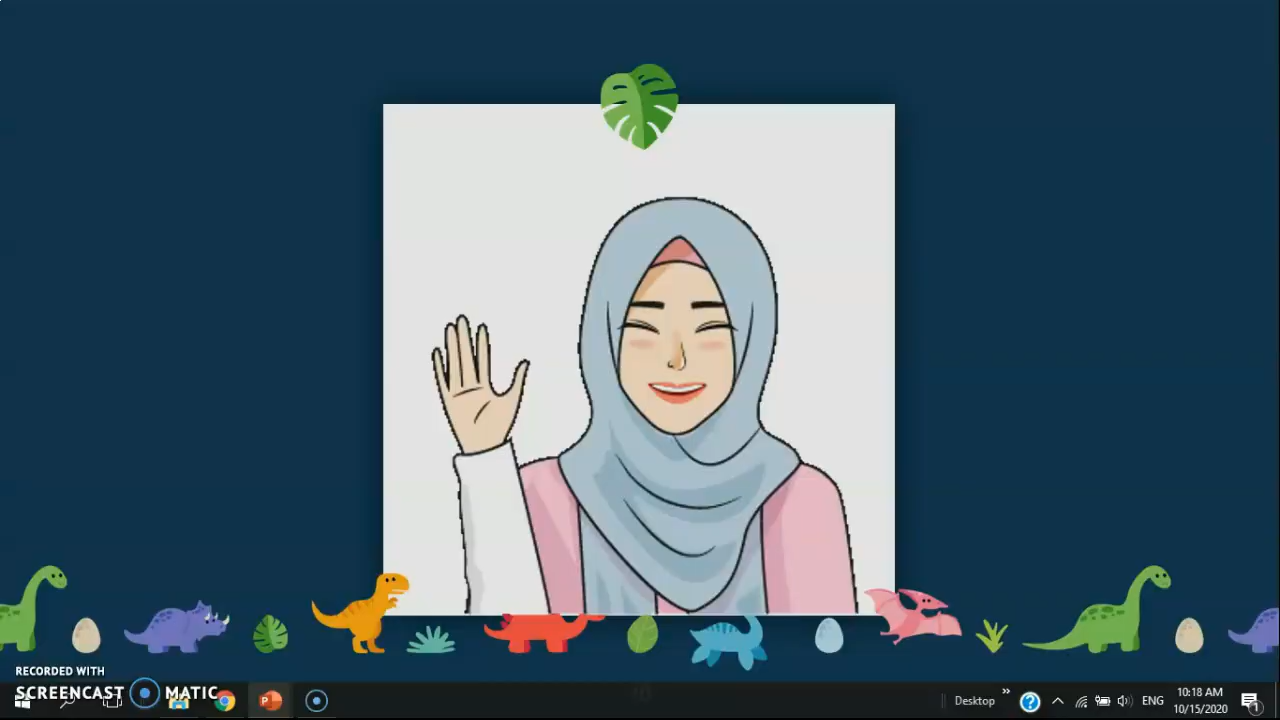 RECORDED WITH
SCREENCAST MATIC
Desktop
ENG
10:18 AM
10/15/2020